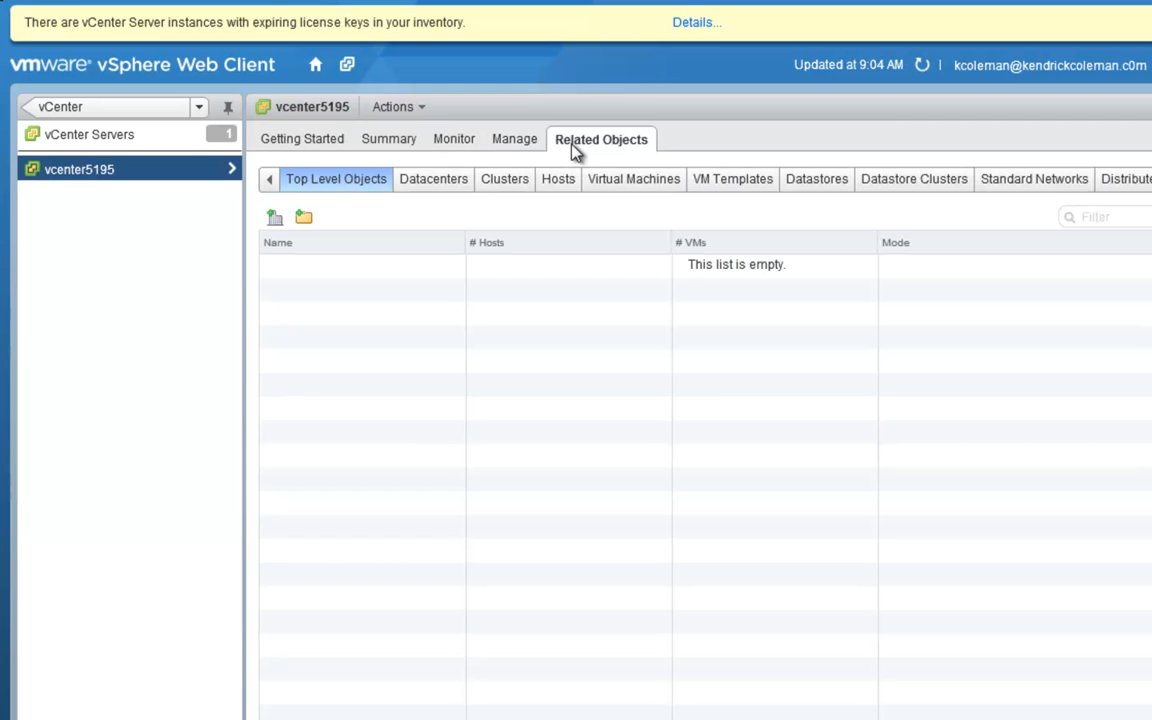 There are vCenter Server instances with expiring license keys in your inventory. Details...
vmware® vSphere Web Client Updated at 9:04 AM | kcoleman@kendrickcoleman.c0m
vCenter vcenter5195 Actions
vCenter Servers 1 Getting Started Summary Monitor Manage Related Objects
vcenter5195 Top Level Objects Datacenters Clusters Hosts Virtual Machines VM Templates Datastores Datastore Clusters Standard Networks Distribute
Filter
Name # Hosts # VMs Mode
This list is empty.